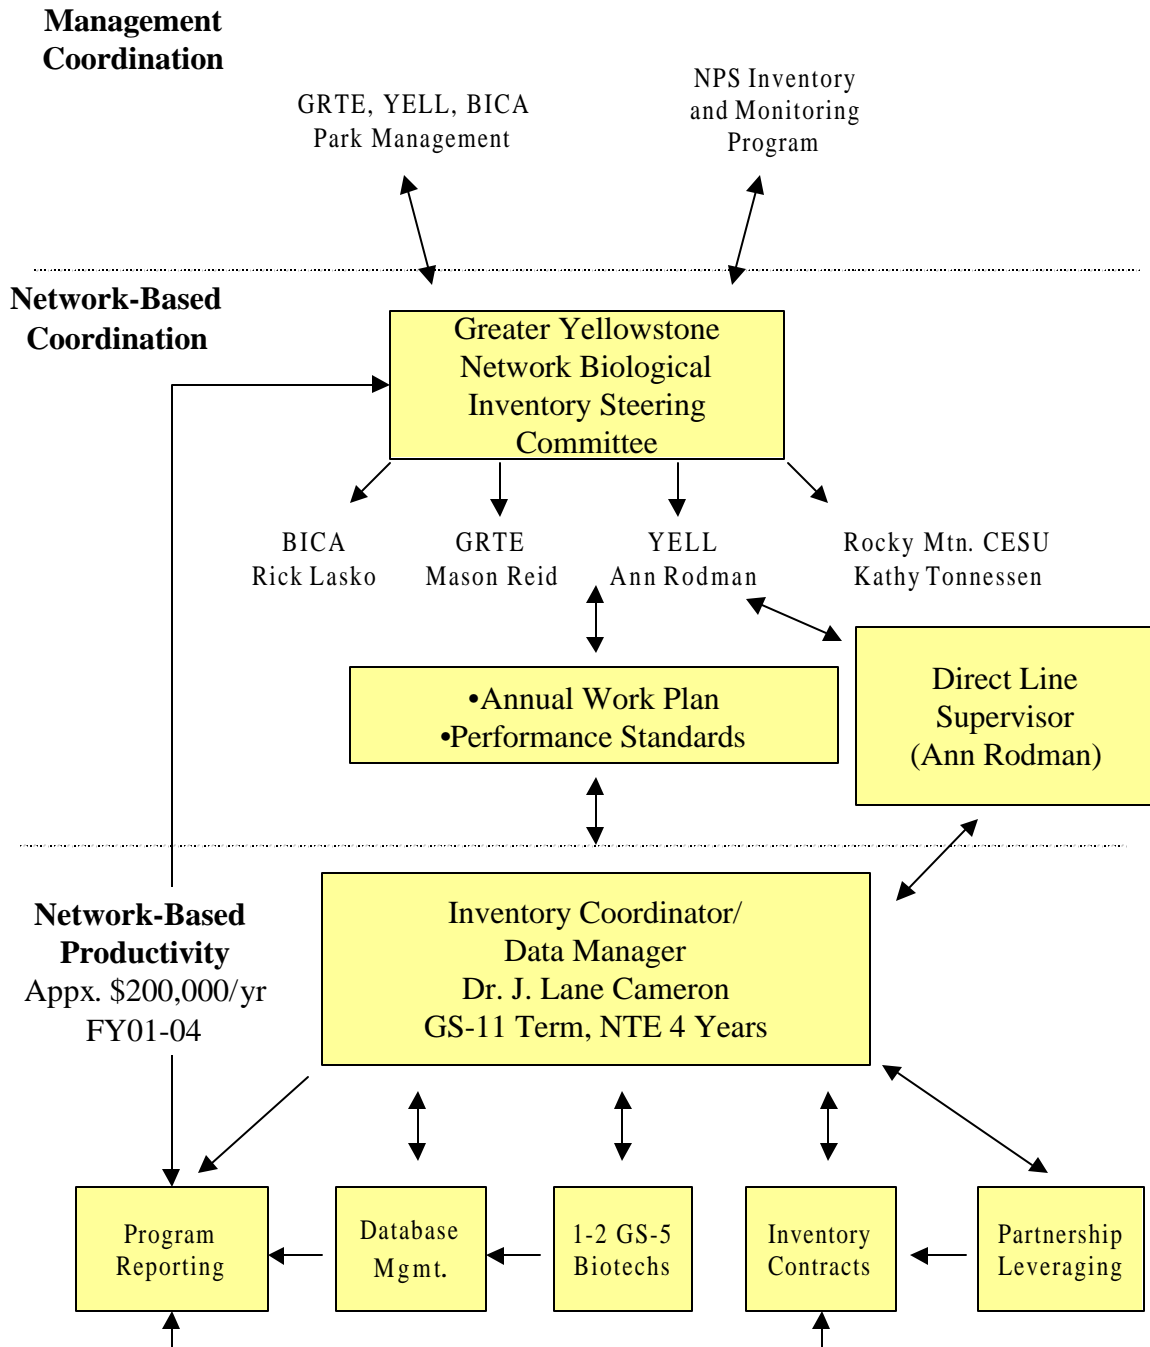 Management
Coordination
GRTE, YELL, BICA
Park Management
NPS Inventory
and Monitoring
Program
Network-Based
Coordination
Greater Yellowstone
Network Biological
Inventory Steering
Committee
BICA
Rick Lasko
GRTE
Mason Reid
YELL
Ann Rodman
Rocky Mtn. CESU
Kathy Tonnessen
•Annual Work Plan
•Performance Standards
Direct Line
Supervisor
(Ann Rodman)
Network-Based
Productivity
Appx. $200,000/yr
FY01-04
Inventory Coordinator/
Data Manager
Dr. J. Lane Cameron
GS-11 Term, NTE 4 Years
Program
Reporting
Database
Mgmt.
1-2 GS-5
Biotechs
Inventory
Contracts
Partnership
Leveraging